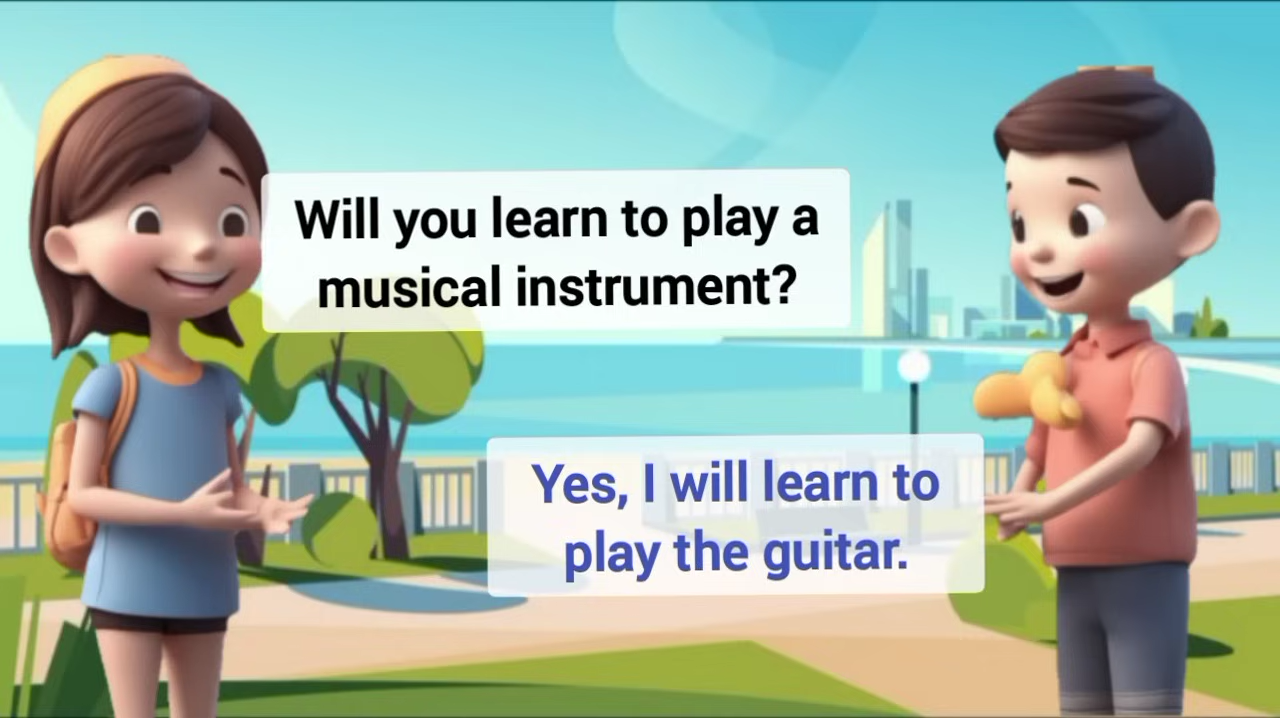 Will you learn to play a
musical instrument?
Yes, I will learn to
play the guitar.